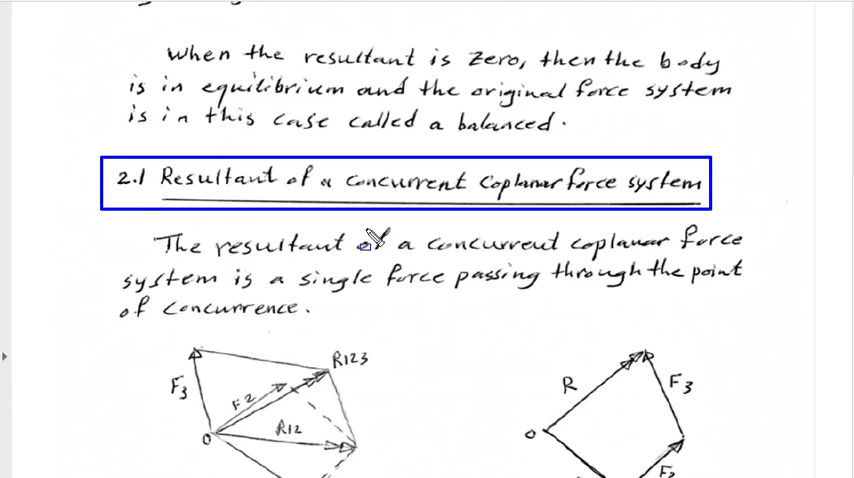 When the resultant is Zero, then the body
is in equilibrium and the original force system
is in this case called a balanced.
2.1 Resultant of a concurrent Coplanar force system
The resultant of a concurrent coplanar force
system is a single force passing through the point
of concurrence.
R123
F3
F2
R12
O
R
F3
O
F2